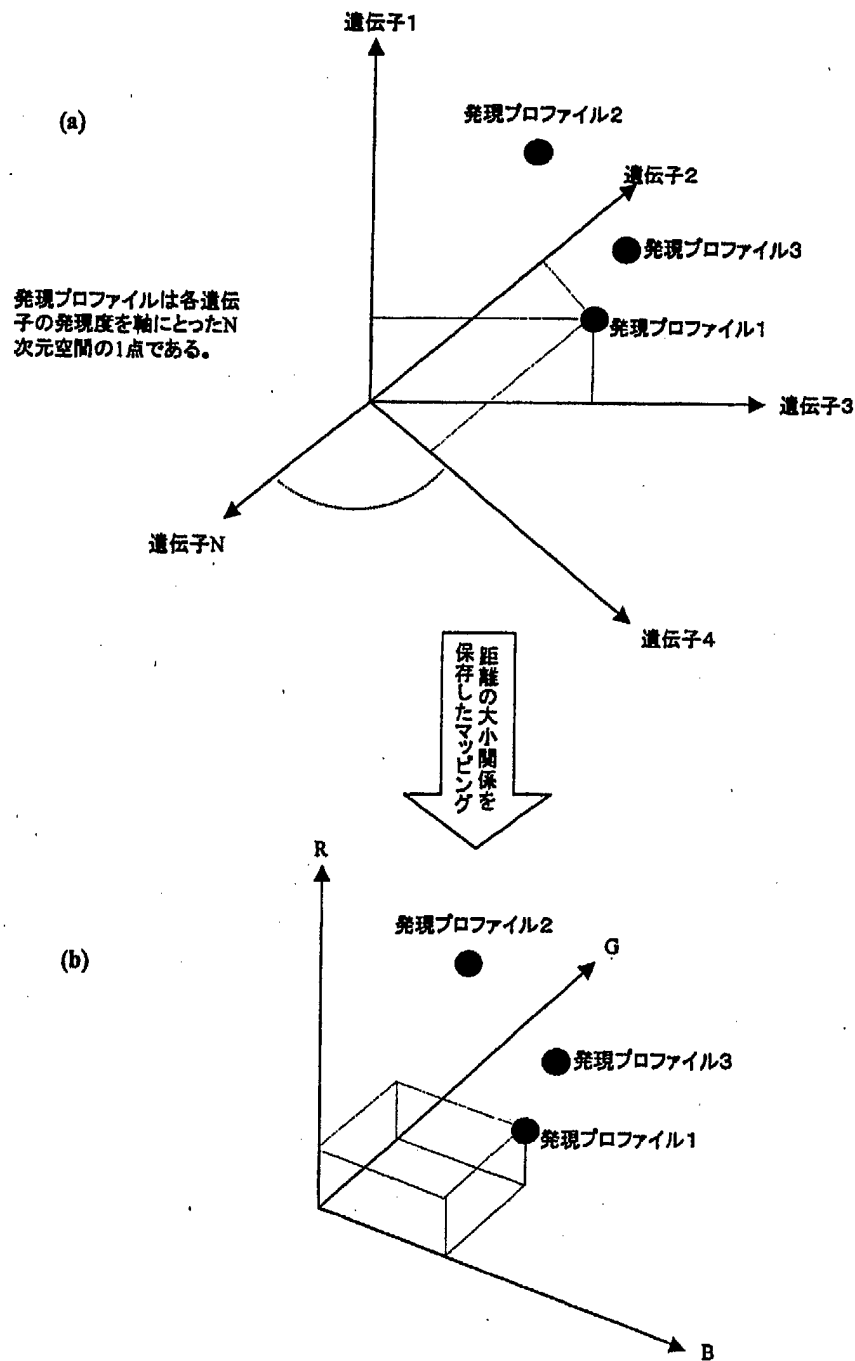 遺伝子1
(a)
発現プロファイル2
遺伝子2
発現プロファイル3
発現プロファイルは各遺伝
子の発現度を軸にとったN
次元空間の1点である。
発現プロファイル1
遺伝子3
遺伝子N
遺伝子4
距離の大小関係を
保存したマッピング
R
発現プロファイル2
G
(b)
発現プロファイル3
発現プロファイル1
B